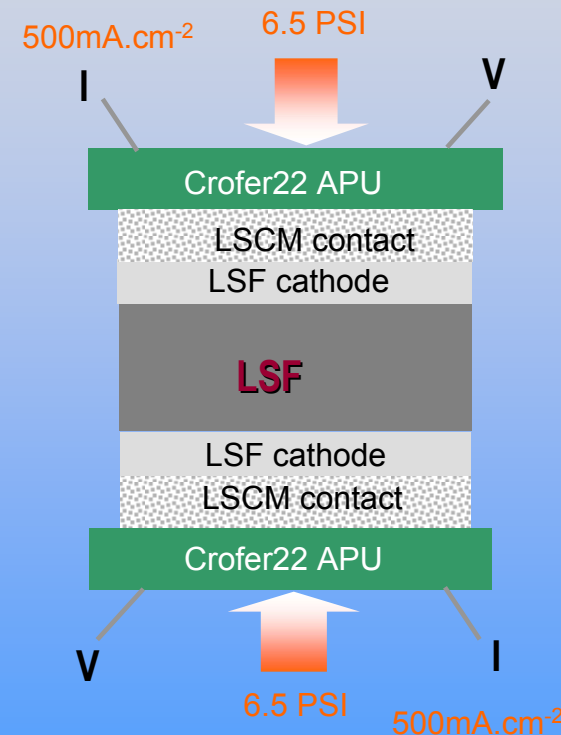 6.5 PSI
500mA.cm-2
I
V
Crofer22 APU
LSCM contact
LSF cathode
LSF
LSF cathode
LSCM contact
Crofer22 APU
V
I
6.5 PSI
500mA.cm-2